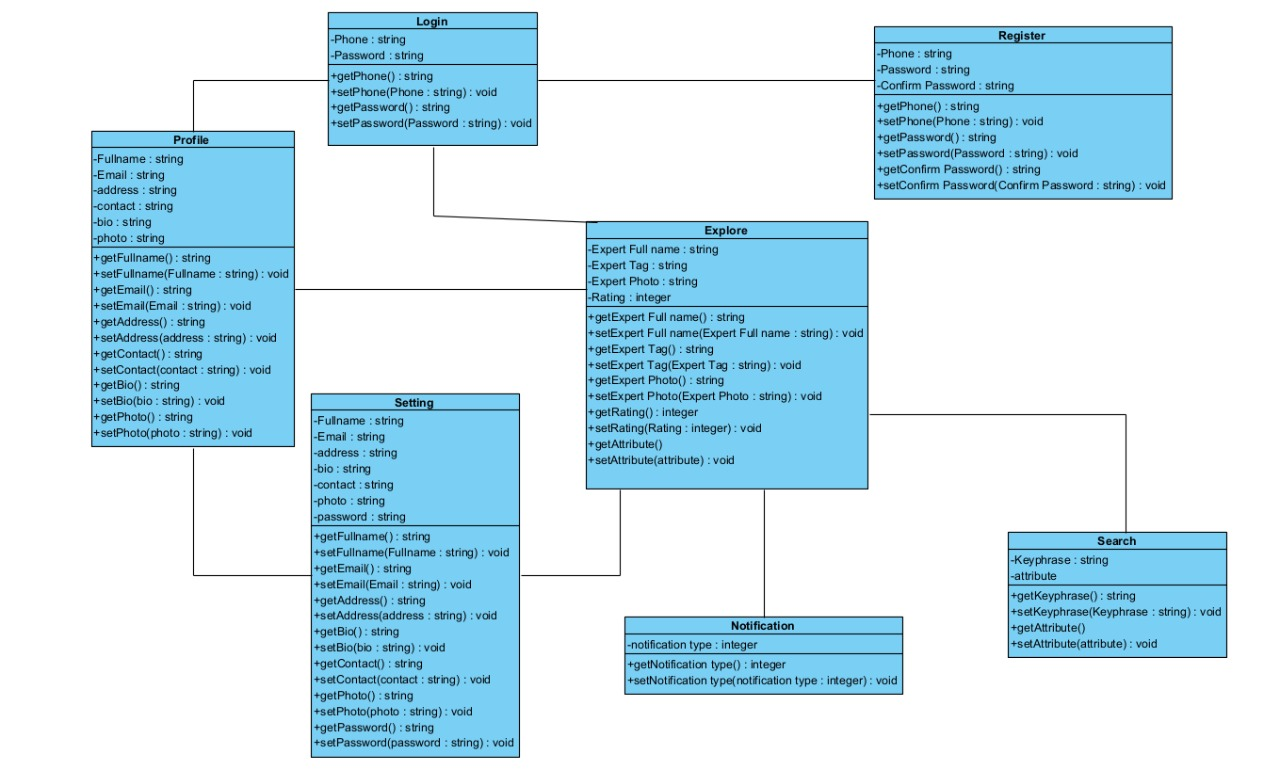 Login
-Phone : string
-Password : string
+getPhone() : string
+setPhone(Phone : string) : void
+getPassword() : string
+setPassword(Password : string) : void
Register
-Phone : string
-Password : string
-Confirm Password : string
+getPhone() : string
+setPhone(Phone : string) : void
+getPassword() : string
+setPassword(Password : string) : void
+getConfirm Password() : string
+setConfirm Password(Confirm Password : string) : void
Profile
-Fullname : string
-Email : string
-address : string
-contact : string
-bio : string
-photo : string
+getFullname() : string
+setFullname(Fullname : string) : void
+getEmail() : string
+setEmail(Email : string) : void
+getAddress() : string
+setAddress(address : string) : void
+getContact() : string
+setContact(contact : string) : void
+getBio() : string
+setBio(bio : string) : void
+getPhoto() : string
+setPhoto(photo : string) : void
Explore
-Expert Full name : string
-Expert Tag : string
-Expert Photo : string
-Rating : integer
+getExpert Full name() : string
+setExpert Full name(Expert Full name : string) : void
+getExpert Tag() : string
+setExpert Tag(Expert Tag : string) : void
+getExpert Photo() : string
+setExpert Photo(Expert Photo : string) : void
+getRating() : integer
+setRating(Rating : integer) : void
+getAttribute()
+setAttribute(attribute) : void
Setting
-Fullname : string
-Email : string
-address : string
-bio : string
-contact : string
-photo : string
-password : string
+getFullname() : string
+setFullname(Fullname : string) : void
+getEmail() : string
+setEmail(Email : string) : void
+getAddress() : string
+setAddress(address : string) : void
+getBio() : string
+setBio(bio : string) : void
+getContact() : string
+setContact(contact : string) : void
+getPhoto() : string
+setPhoto(photo : string) : void
+getPassword() : string
+setPassword(password : string) : void
Search
-Keyphrase : string
-attribute
+getKeyphrase() : string
+setKeyphrase(Keyphrase : string) : void
+getAttribute()
+setAttribute(attribute) : void
Notification
-notification type : integer
+getNotification type() : integer
+setNotification type(notification type : integer) : void